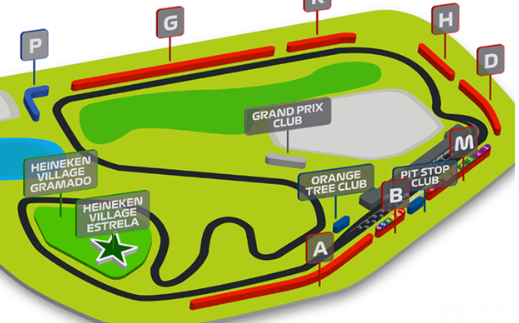 G
K
H
P
D
GRAND PRIX
CLUB
M
HEINEKEN
VILLAGE
GRAMADO
ORANGE
TREE CLUB
PIT STOP
CLUB
HEINEKEN
VILLAGE
ESTRELA
B
A